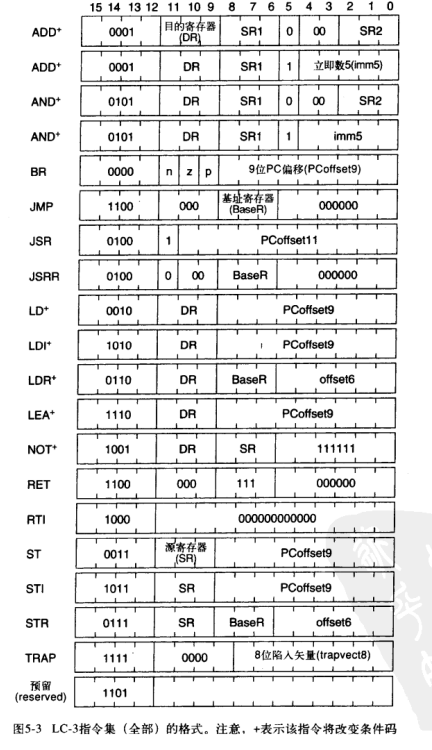 15 14 13 12 11 10 9 8 7 6 5 4 3 2 1 0
ADD+ 0001 目的寄存器(DR) SR1 0 00 SR2
ADD+ 0001 DR SR1 1 立即数5(imm5)
AND+ 0101 DR SR1 0 00 SR2
AND+ 0101 DR SR1 1 imm5
BR 0000 n z p 9位PC偏移(PCoffset9)
JMP 1100 000 基址寄存器(BaseR) 000000
JSR 0100 1 PCoffset11
JSRR 0100 0 00 BaseR 000000
LD+ 0010 DR PCoffset9
LDI+ 1010 DR PCoffset9
LDR+ 0110 DR BaseR offset6
LEA+ 1110 DR PCoffset9
NOT+ 1001 DR SR 111111
RET 1100 000 111 000000
RTI 1000 000000000000
ST 0011 源寄存器(SR) PCoffset9
STI 1011 SR PCoffset9
STR 0111 SR BaseR offset6
TRAP 1111 0000 8位陷入矢量(trapvect8)
预留(reserved) 1101
图5-3 LC-3指令集（全部）的格式。注意，+表示该指令将改变条件码